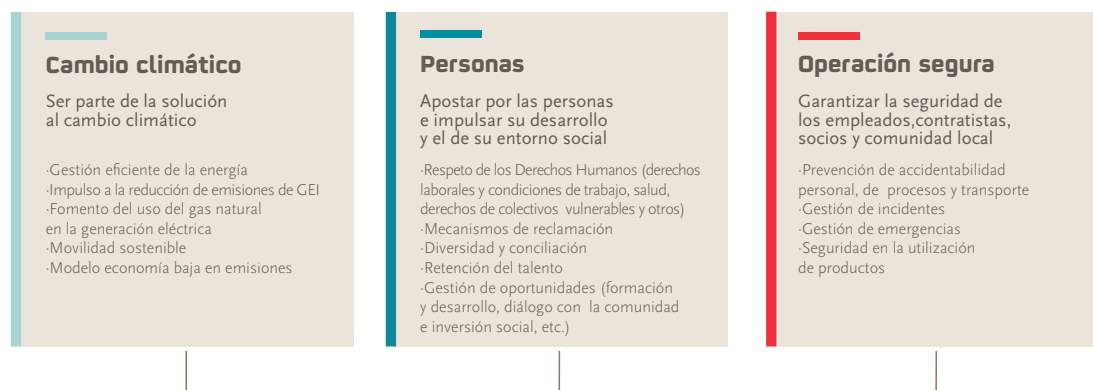 Cambio climático
Ser parte de la solución
al cambio climático
·Gestión eficiente de la energía
·Impulso a la reducción de emisiones de GEI
·Fomento del uso del gas natural
en la generación eléctrica
·Movilidad sostenible
·Modelo economía baja en emisiones
Personas
Apostar por las personas
e impulsar su desarrollo
y el de su entorno social
·Respeto de los Derechos Humanos (derechos
laborales y condiciones de trabajo, salud,
derechos de colectivos vulnerables y otros)
·Mecanismos de reclamación
·Diversidad y conciliación
·Retención del talento
·Gestión de oportunidades (formación
y desarrollo, diálogo con la comunidad
e inversión social, etc.)
Operación segura
Garantizar la seguridad de
los empleados,contratistas,
socios y comunidad local
·Prevención de accidentabilidad
personal, de procesos y transporte
·Gestión de incidentes
·Gestión de emergencias
·Seguridad en la utilización
de productos